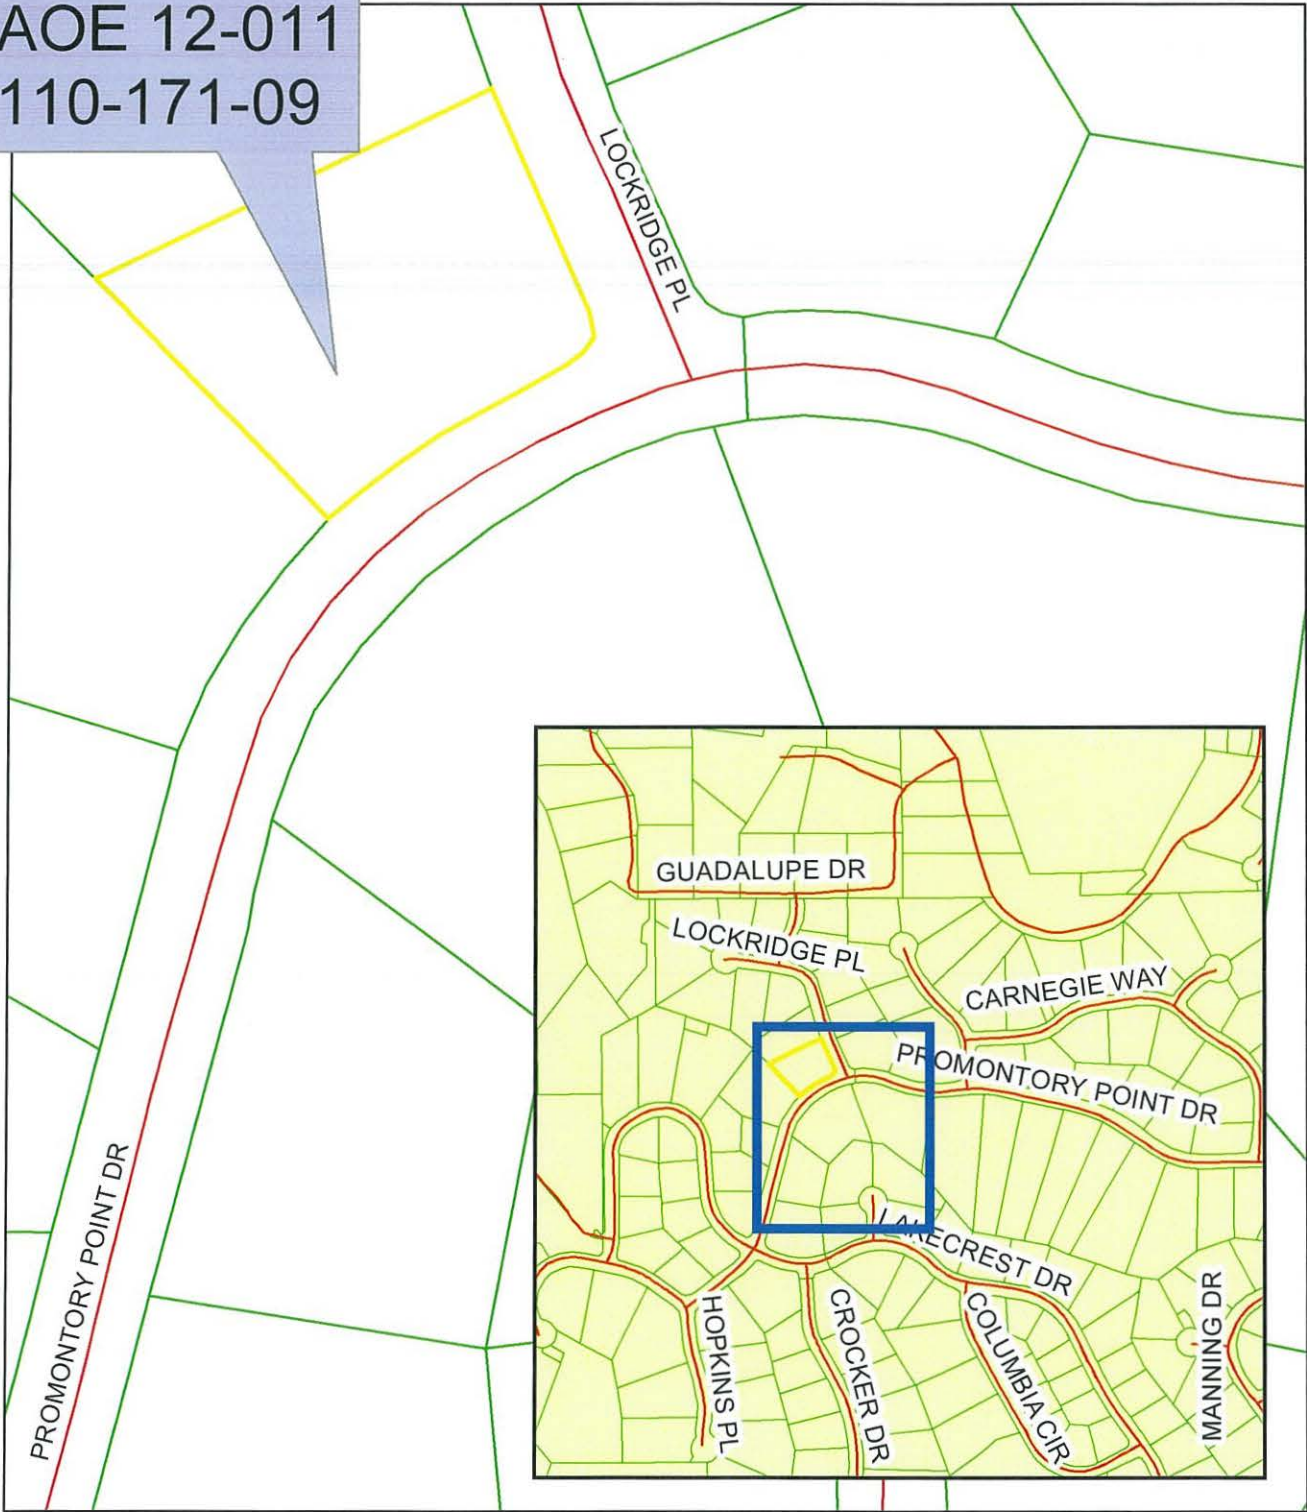 AOE 12-011
110-171-09
LOCKRIDGE PL
PROMONTORY POINT DR
GUADALUPE DR
LOCKRIDGE PL
CARNEGIE WAY
PROMONTORY POINT DR
LAKECREST DR
HOPKINS PL
CROCKER DR
COLUMBIA CIR
MANNING DR